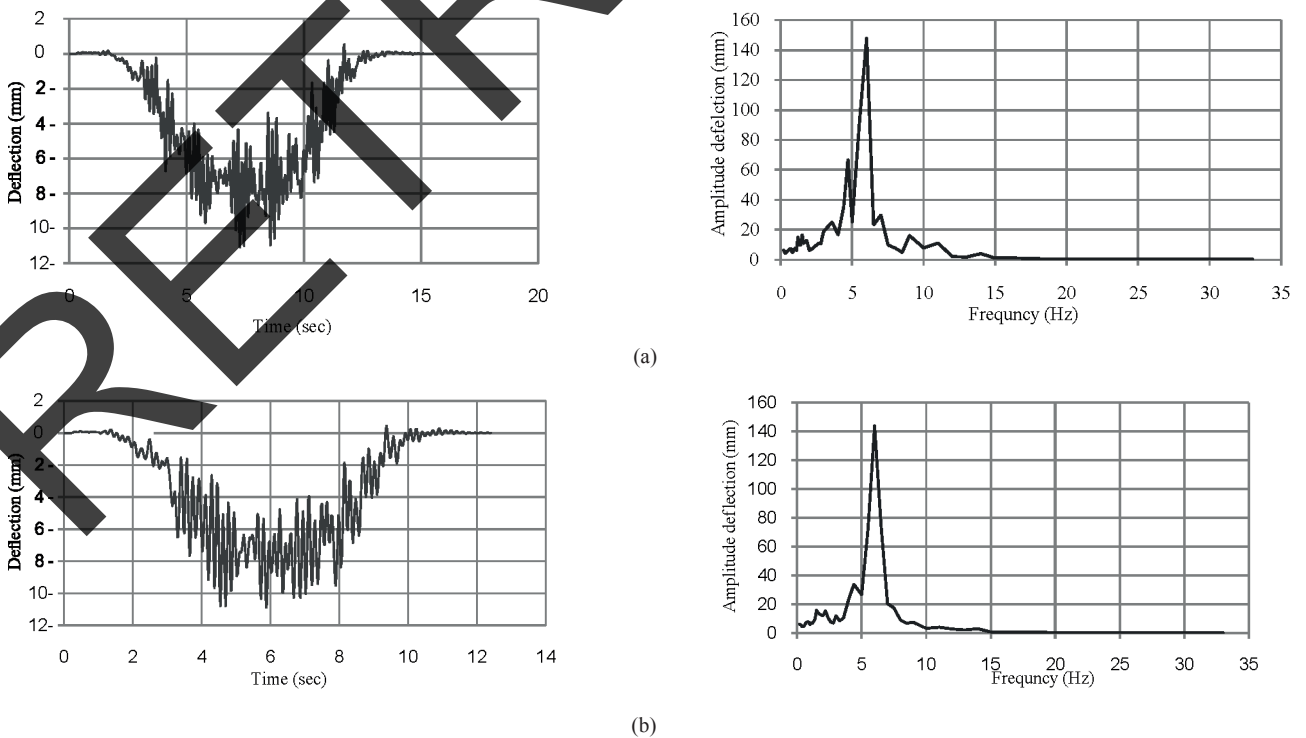 2
0
2 -
4 -
6 -
8 -
10-
12-
Deflection (mm)
0 5 10 15 20
Time (sec)
160
140
120
100
80
60
40
20
0
Amplitude defelction (mm)
0 5 10 15 20 25 30 35
Frequncy (Hz)
(a)
2
0
2 -
4 -
6 -
8 -
10-
12-
Deflection (mm)
0 2 4 6 8 10 12 14
Time (sec)
160
140
120
100
80
60
40
20
0
Amplitude deflection (mm)
0 5 10 15 20 25 30 35
Frequncy (Hz)
(b)
RETR